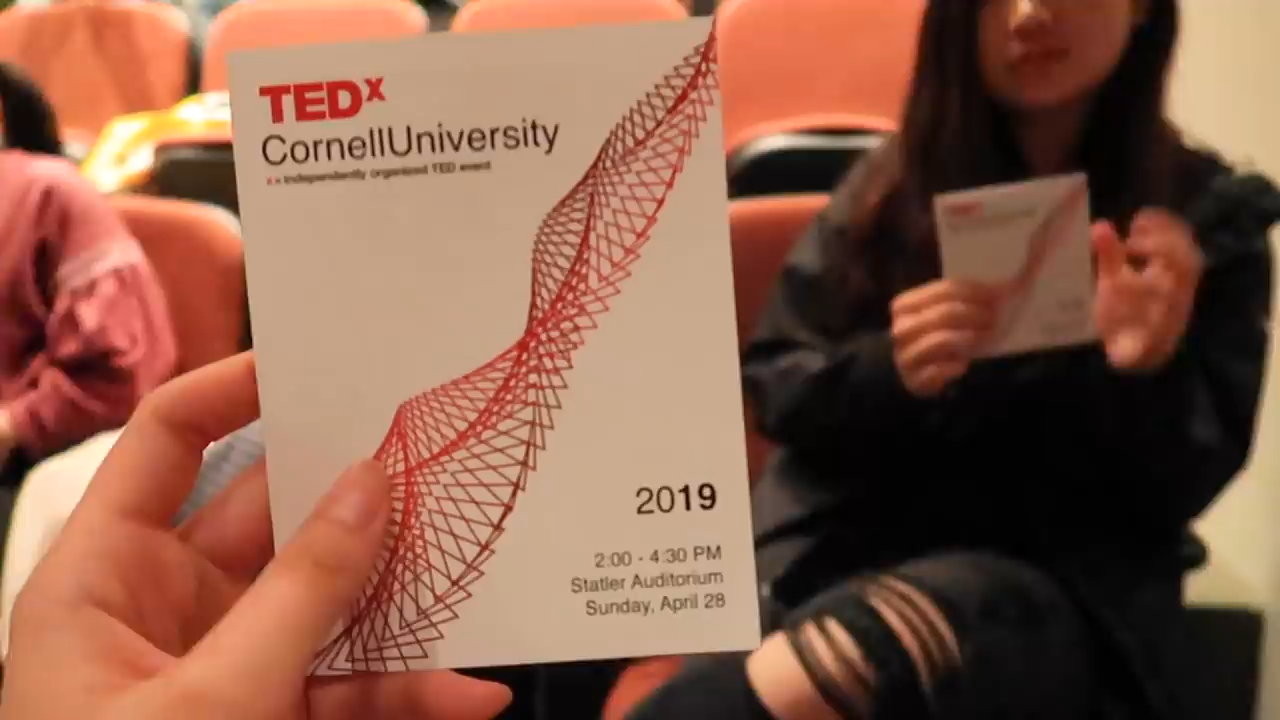 TEDx
CornellUniversity
x = independently organized TED event
2019
2:00 - 4:30 PM
Statler Auditorium
Sunday, April 28